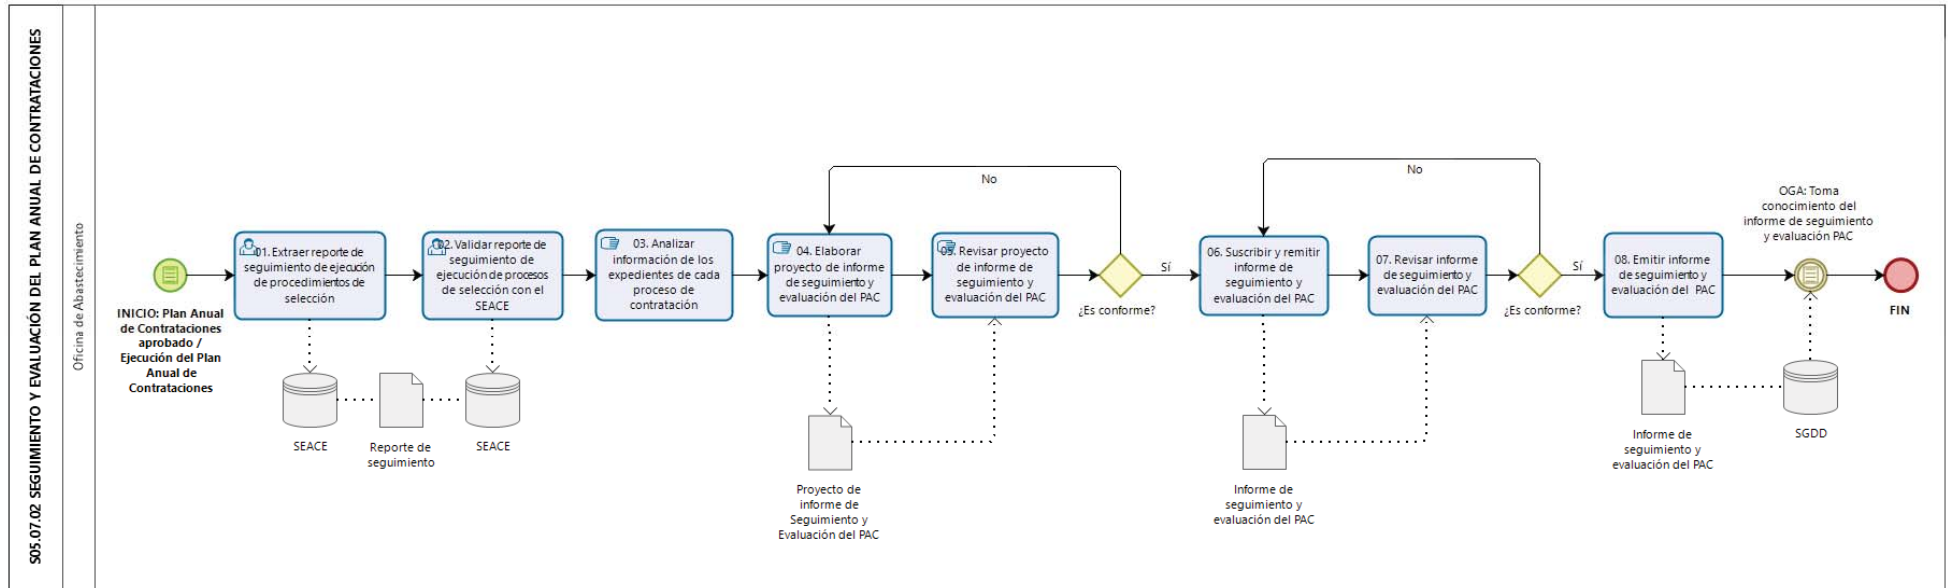 S05.07.02 SEGUIMIENTO Y EVALUACIÓN DEL PLAN ANUAL DE CONTRATACIONES
Oficina de Abastecimiento
INICIO: Plan Anual
de Contrataciones
aprobado /
Ejecución del Plan
Anual de
Contrataciones
01. Extraer reporte de
seguimiento de ejecución
de procedimientos de
selección
02. Validar reporte de
seguimiento de
ejecución de procesos
de selección con el
SEACE
03. Analizar
información de los
expedientes de cada
proceso de
contratación
04. Elaborar
proyecto de informe
de seguimiento y
evaluación del PAC
05. Revisar proyecto
de informe de
seguimiento y
evaluación del PAC
No
¿Es conforme?
Sí
06. Suscribir y remitir
informe de
seguimiento y
evaluación del PAC
07. Revisar informe
de seguimiento y
evaluación del PAC
No
¿Es conforme?
Sí
08. Emitir informe
de seguimiento y
evaluación del PAC
OGA: Toma
conocimiento del
informe de seguimiento
y evaluación PAC
FIN
SEACE
Reporte de
seguimiento
SEACE
Proyecto de
informe de
Seguimiento y
Evaluación del PAC
Informe de
seguimiento y
evaluación del PAC
Informe de
seguimiento y
evaluación del PAC
SGDD